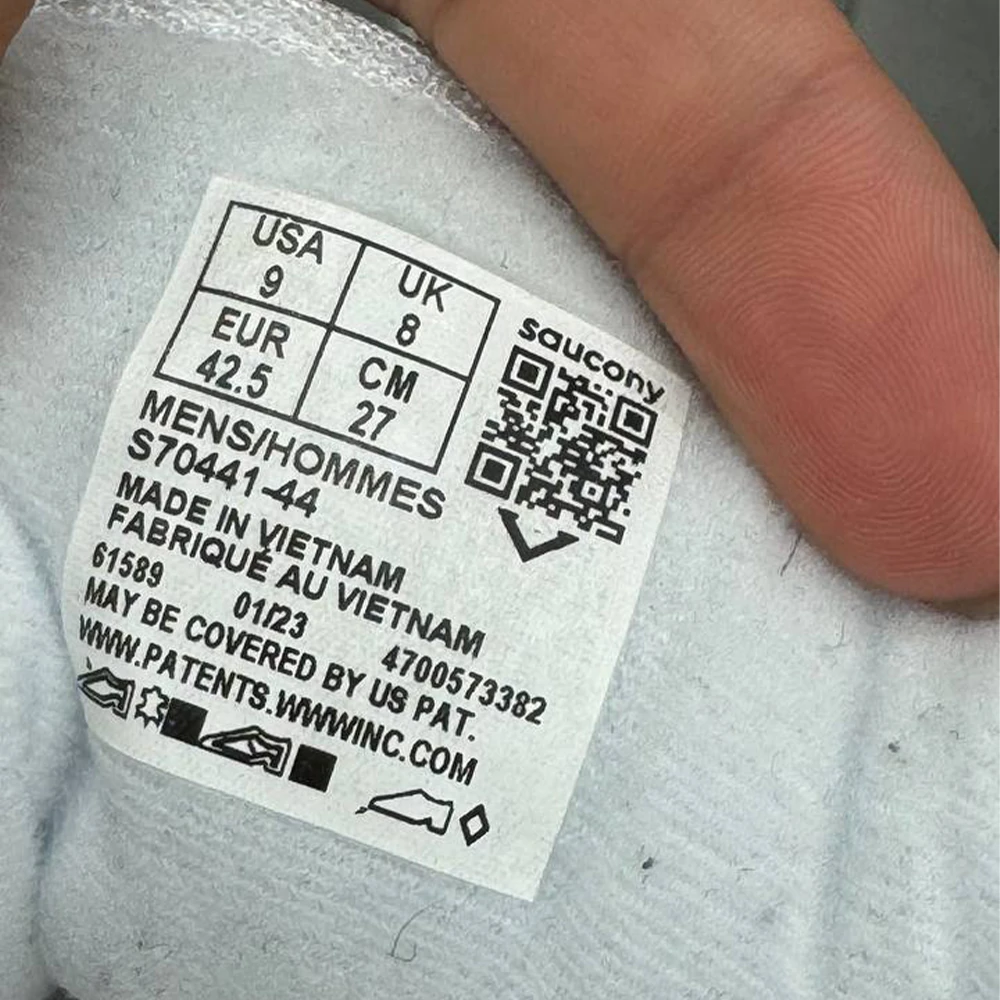 USA
9
UK
8
EUR
42.5
CM
27
saucony
MENS/HOMMES
S70441-44
MADE IN VIETNAM
FABRIQUÉ AU VIETNAM
61589 01/23 4700573382
MAY BE COVERED BY US PAT.
WWW.PATENTS.WWWINC.COM